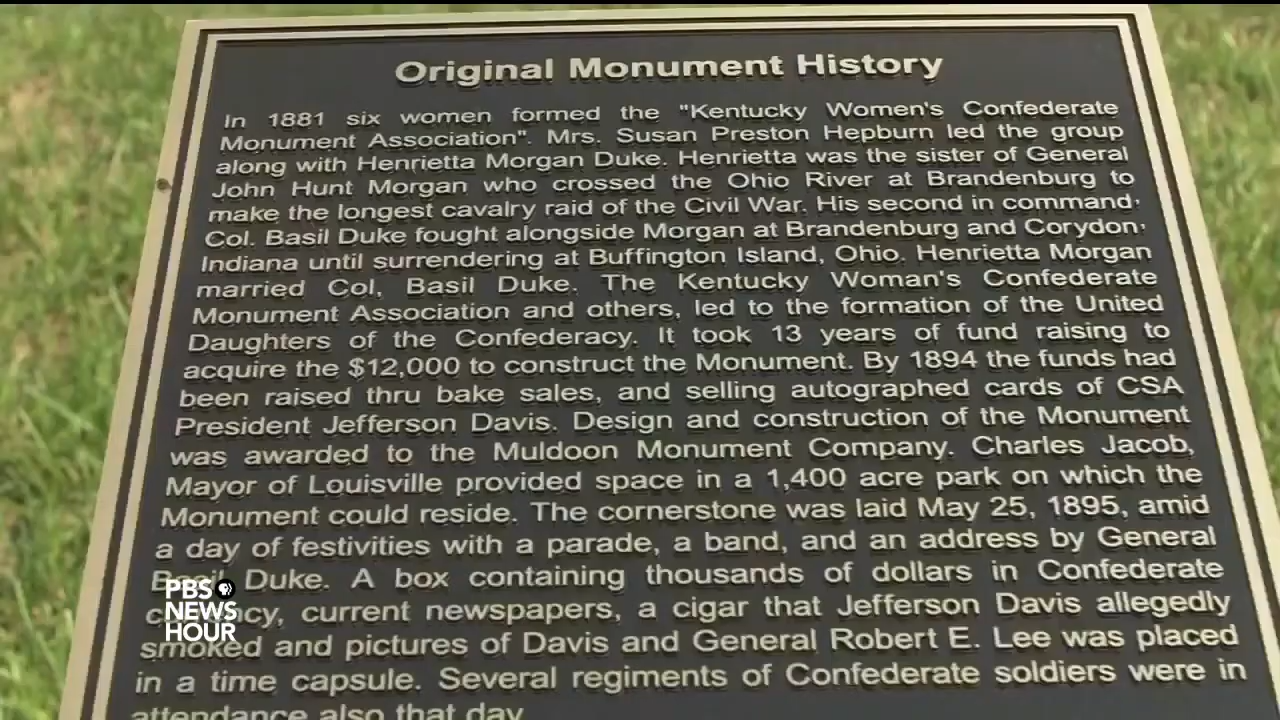 Original Monument History
In 1881 six women formed the "Kentucky Women's Confederate
Monument Association". Mrs. Susan Preston Hepburn led the group
along with Henrietta Morgan Duke. Henrietta was the sister of General
John Hunt Morgan who crossed the Ohio River at Brandenburg to
make the longest cavalry raid of the Civil War. His second in command,
Col. Basil Duke fought alongside Morgan at Brandenburg and Corydon,
Indiana until surrendering at Buffington Island, Ohio. Henrietta Morgan
married Col, Basil Duke. The Kentucky Woman's Confederate
Monument Association and others, led to the formation of the United
Daughters of the Confederacy. It took 13 years of fund raising to
acquire the $12,000 to construct the Monument. By 1894 the funds had
been raised thru bake sales, and selling autographed cards of CSA
President Jefferson Davis. Design and construction of the Monument
was awarded to the Muldoon Monument Company. Charles Jacob,
Mayor of Louisville provided space in a 1,400 acre park on which the
Monument could reside. The cornerstone was laid May 25, 1895, amid
a day of festivities with a parade, a band, and an address by General
Duke. A box containing thousands of dollars in Confederate
current newspapers, a cigar that Jefferson Davis allegedly
smoked and pictures of Davis and General Robert E. Lee was placed
in a time capsule. Several regiments of Confederate soldiers were in
attendance also that day
PBS
NEWS
HOUR